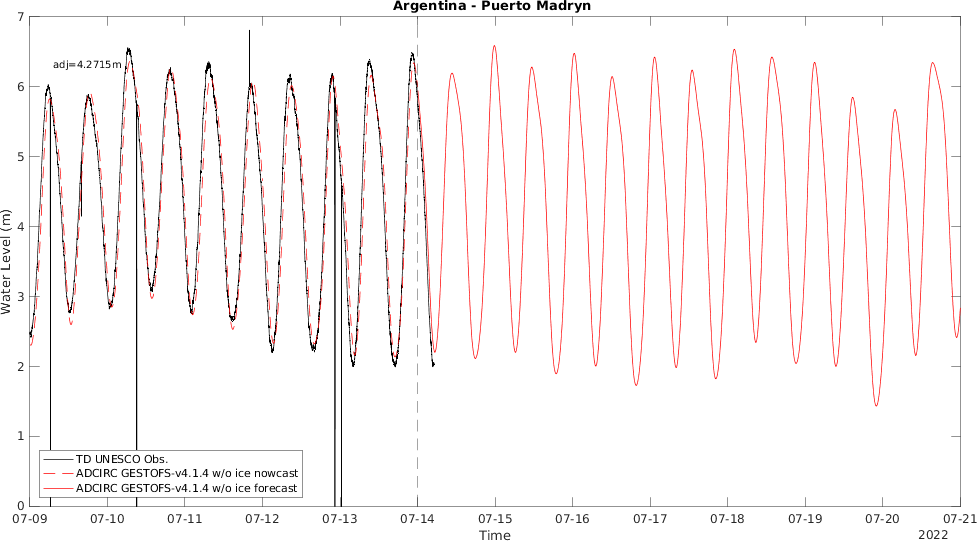 Argentina - Puerto Madryn
7
6
5
4
3
2
1
0
Water Level (m)
adj=4.2715m
TD UNESCO Obs.
ADCIRC GESTOFS-v4.1.4 w/o ice nowcast
ADCIRC GESTOFS-v4.1.4 w/o ice forecast
07-09 07-10 07-11 07-12 07-13 07-14 07-15 07-16 07-17 07-18 07-19 07-20 07-21
Time
2022